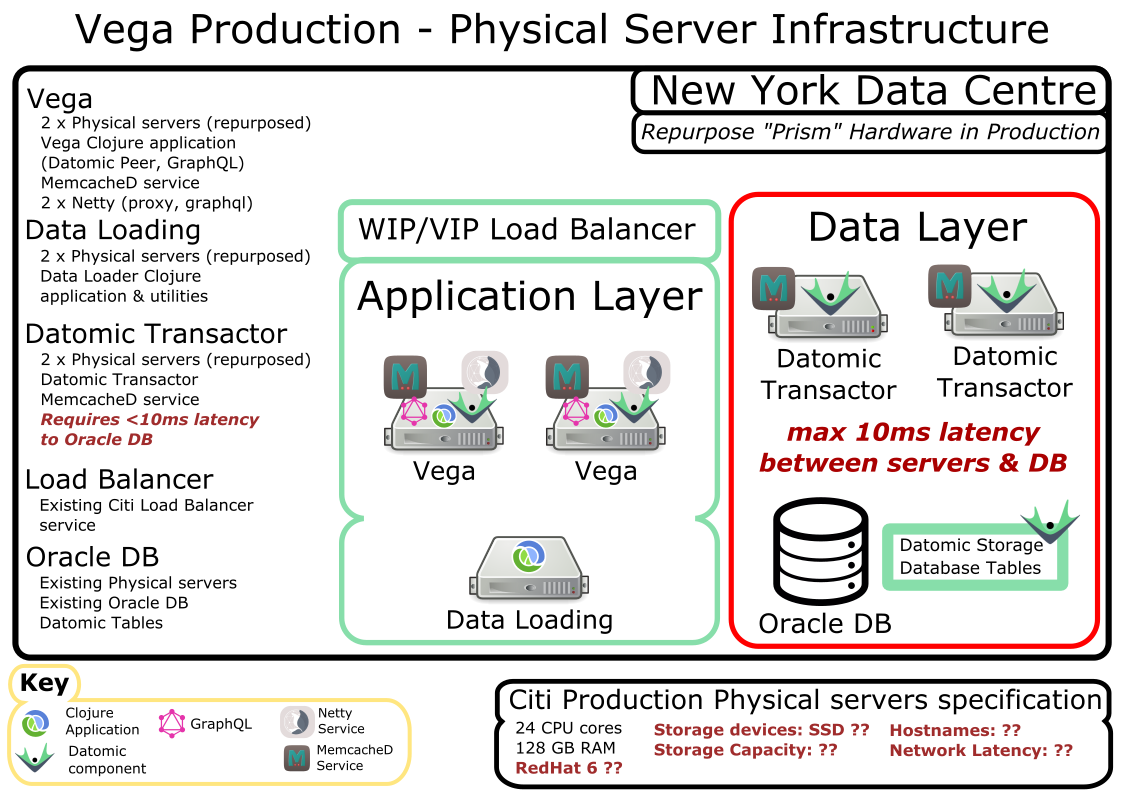 Vega Production - Physical Server Infrastructure
New York Data Centre
Repurpose "Prism" Hardware in Production
Vega
2 x Physical servers (repurposed)
Vega Clojure application
(Datomic Peer, GraphQL)
MemcacheD service
2 x Netty (proxy, graphql)
Data Loading
2 x Physical servers (repurposed)
Data Loader Clojure
application & utilities
Datomic Transactor
2 x Physical servers (repurposed)
Datomic Transactor
MemcacheD service
Requires <10ms latency
to Oracle DB
Load Balancer
Existing Citi Load Balancer
service
Oracle DB
Existing Physical servers
Existing Oracle DB
Datomic Tables
WIP/VIP Load Balancer
Application Layer
M
M
Vega
Vega
Data Loading
Data Layer
M
M
Datomic
Transactor
Datomic
Transactor
max 10ms latency
between servers & DB
Datomic Storage
Database Tables
Oracle DB
Key
Clojure
Application
GraphQL
Netty
Service
Datomic
component
M
MemcacheD
Service
Citi Production Physical servers specification
24 CPU cores
128 GB RAM
RedHat 6 ??
Storage devices: SSD ??
Storage Capacity: ??
Hostnames: ??
Network Latency: ??